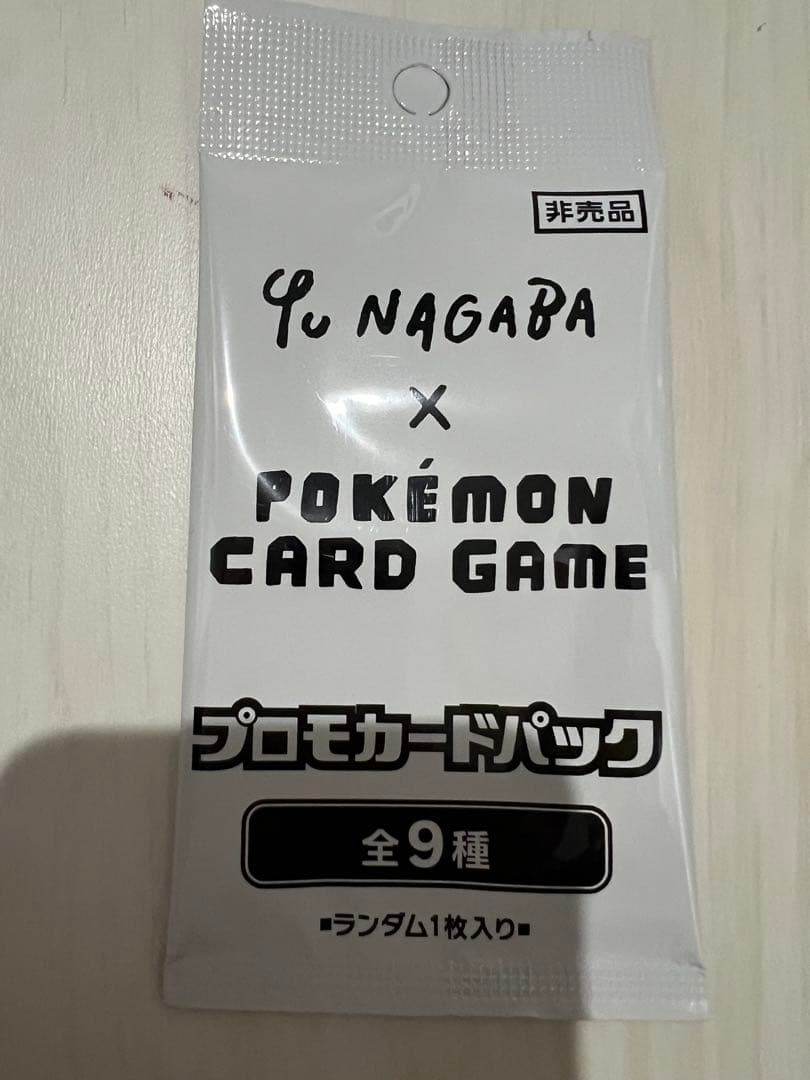 非売品
Yu NAGABA
×
POKÉMON
CARD GAME
プロモカードパック
全9種
■ランダム1枚入り■